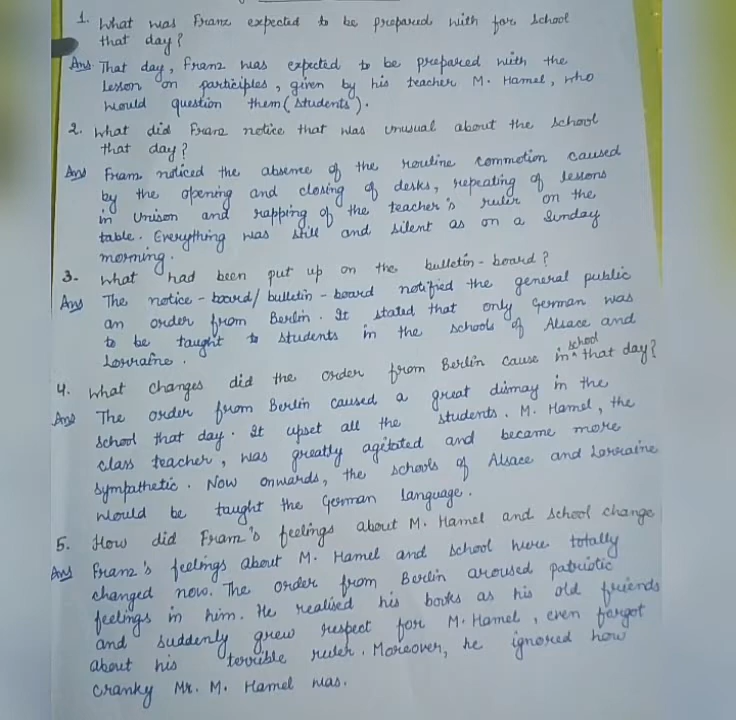 1. What was Franz expected to be prepared with for school
that day?
Ans. That day, Franz was expected to be prepared with the
Lesson on participles, given by his teacher M. Hamel, who
would question them (students).
2. What did Franz notice that was unusual about the school
that day?
Ans Franz noticed the absence of the routine commotion caused
by the opening and closing of desks, repeating of lessons
in unison and rapping of the teacher's ruler on the
table. Everything was still and silent as on a Sunday
morning.
3. What had been put up on the bulletin-board?
Ans The notice-board/bulletin-board notified the general public
an order from Berlin. It stated that only German was
to be taught to students in the schools of Alsace and
Lorraine.
4. What changes did the order from Berlin cause in school that day?
Ans The order from Berlin caused a great dismay in the
school that day. It upset all the students. M. Hamel, the
class teacher, was greatly agitated and became more
sympathetic. Now onwards, the schools of Alsace and Lorraine
would be taught the German language.
5. How did Franz's feelings about M. Hamel and school change
Ans Franz's feelings about M. Hamel and school were totally
changed now. The order from Berlin aroused patriotic
feelings in him. He realised his books as his old friends
and suddenly grew respect for M. Hamel, even forgot
about his terrible ruler. Moreover, he ignored how
cranky Mr. M. Hamel was.